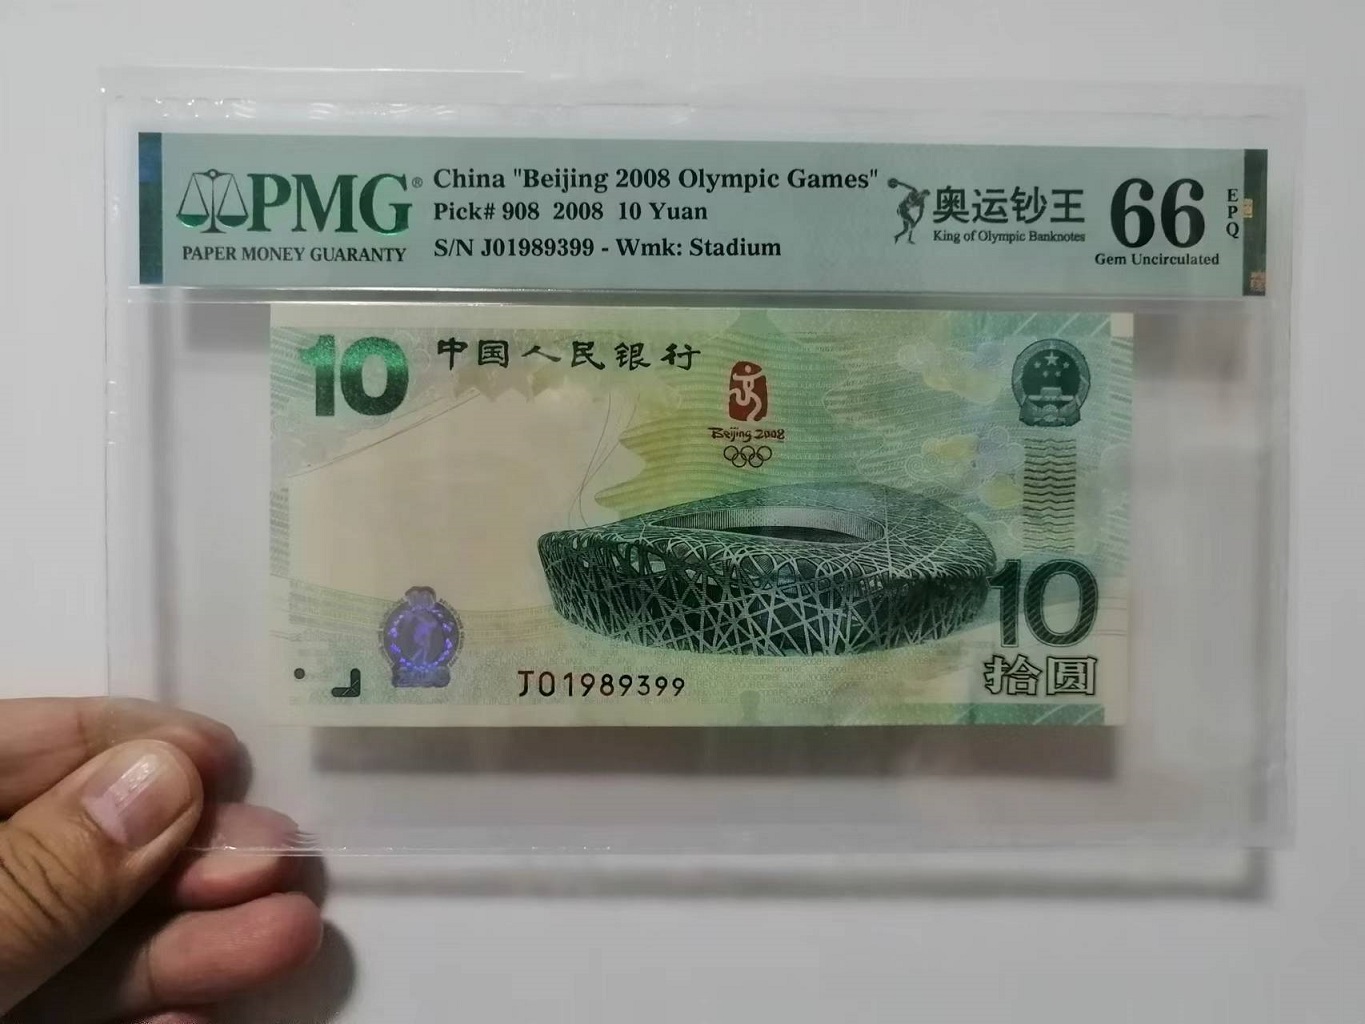 PMG®
PAPER MONEY GUARANTY
China "Beijing 2008 Olympic Games"
Pick# 908 2008 10 Yuan
S/N J01989399 - Wmk: Stadium
奥运钞王
King of Olympic Banknotes
66
Gem Uncirculated
EPQ
10
中国人民银行
Beijing 2008
10
拾圆
J01989399